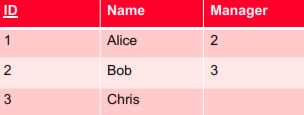 ID Name Manager
1 Alice 2
2 Bob 3
3 Chris